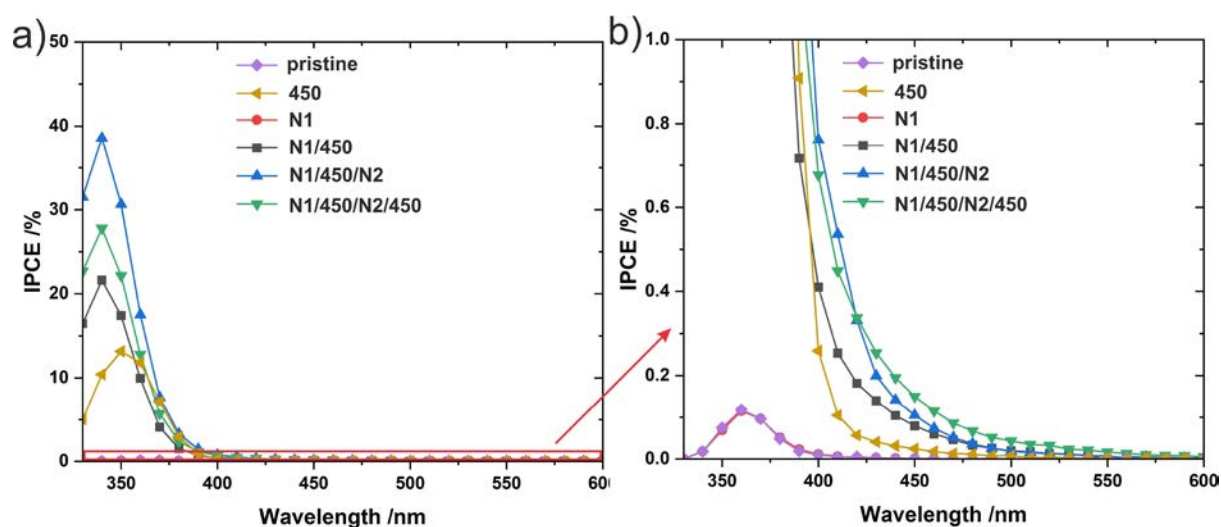 a)
50
40
30
20
10
0
IPCE /%
pristine
450
N1
N1/450
N1/450/N2
N1/450/N2/450
350 400 450 500 550 600
Wavelength /nm
b)
1.0
0.8
0.6
0.4
0.2
0.0
IPCE /%
pristine
450
N1
N1/450
N1/450/N2
N1/450/N2/450
350 400 450 500 550 600
Wavelength /nm